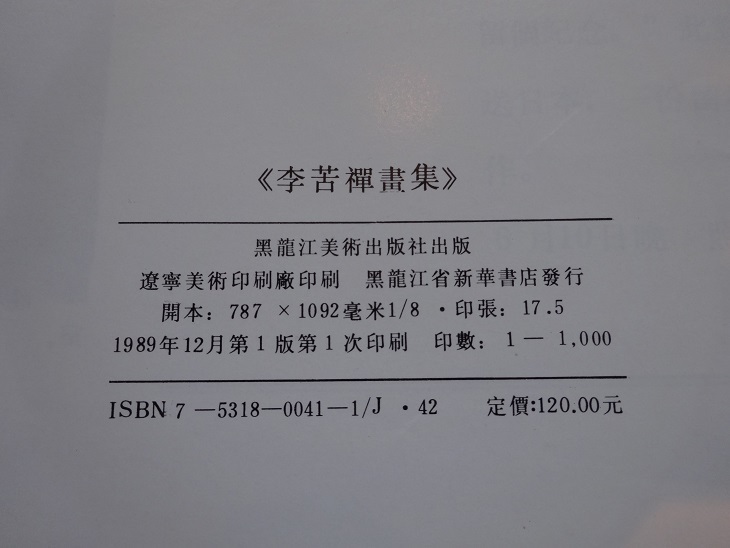 《李苦禪畫集》
黑龍江美術出版社出版
遼寧美術印刷廠印刷　黑龍江省新華書店發行
開本：787 ×1092毫米1/8 ·印張：17.5
1989年12月第1版第1次印刷　印數：1— 1,000
ISBN 7 —5318—0041—1/J ·42　定價:120.00元